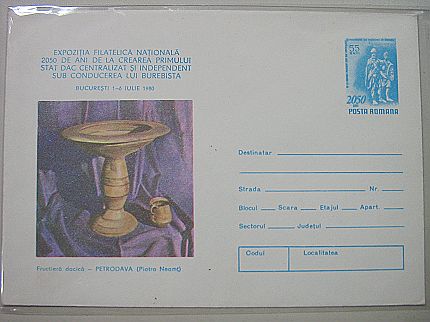 EXPOZIȚIA FILATELICĂ NAȚIONALĂ
2050 DE ANI DE LA CREAREA PRIMULUI
STAT DAC CENTRALIZAT ȘI INDEPENDENT
SUB CONDUCEREA LUI BUREBISTA
BUCUREȘTI 1-6 IULIE 1980
55
BANI
2050
ani
POSTA ROMANA
Destinatar
Strada Nr.
Blocul Scara Etajul Apart.
Sectorul Județul
Codul Localitatea
Fructieră dacică – PETRODAVA (Piatra Neamț)